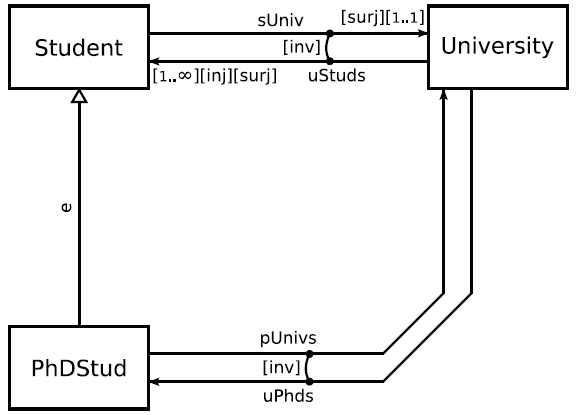 sUniv
[surj][1..1]
Student
[inv]
University
[1..∞][inj][surj]
uStuds
e
pUnivs
PhDStud
[inv]
uPhds